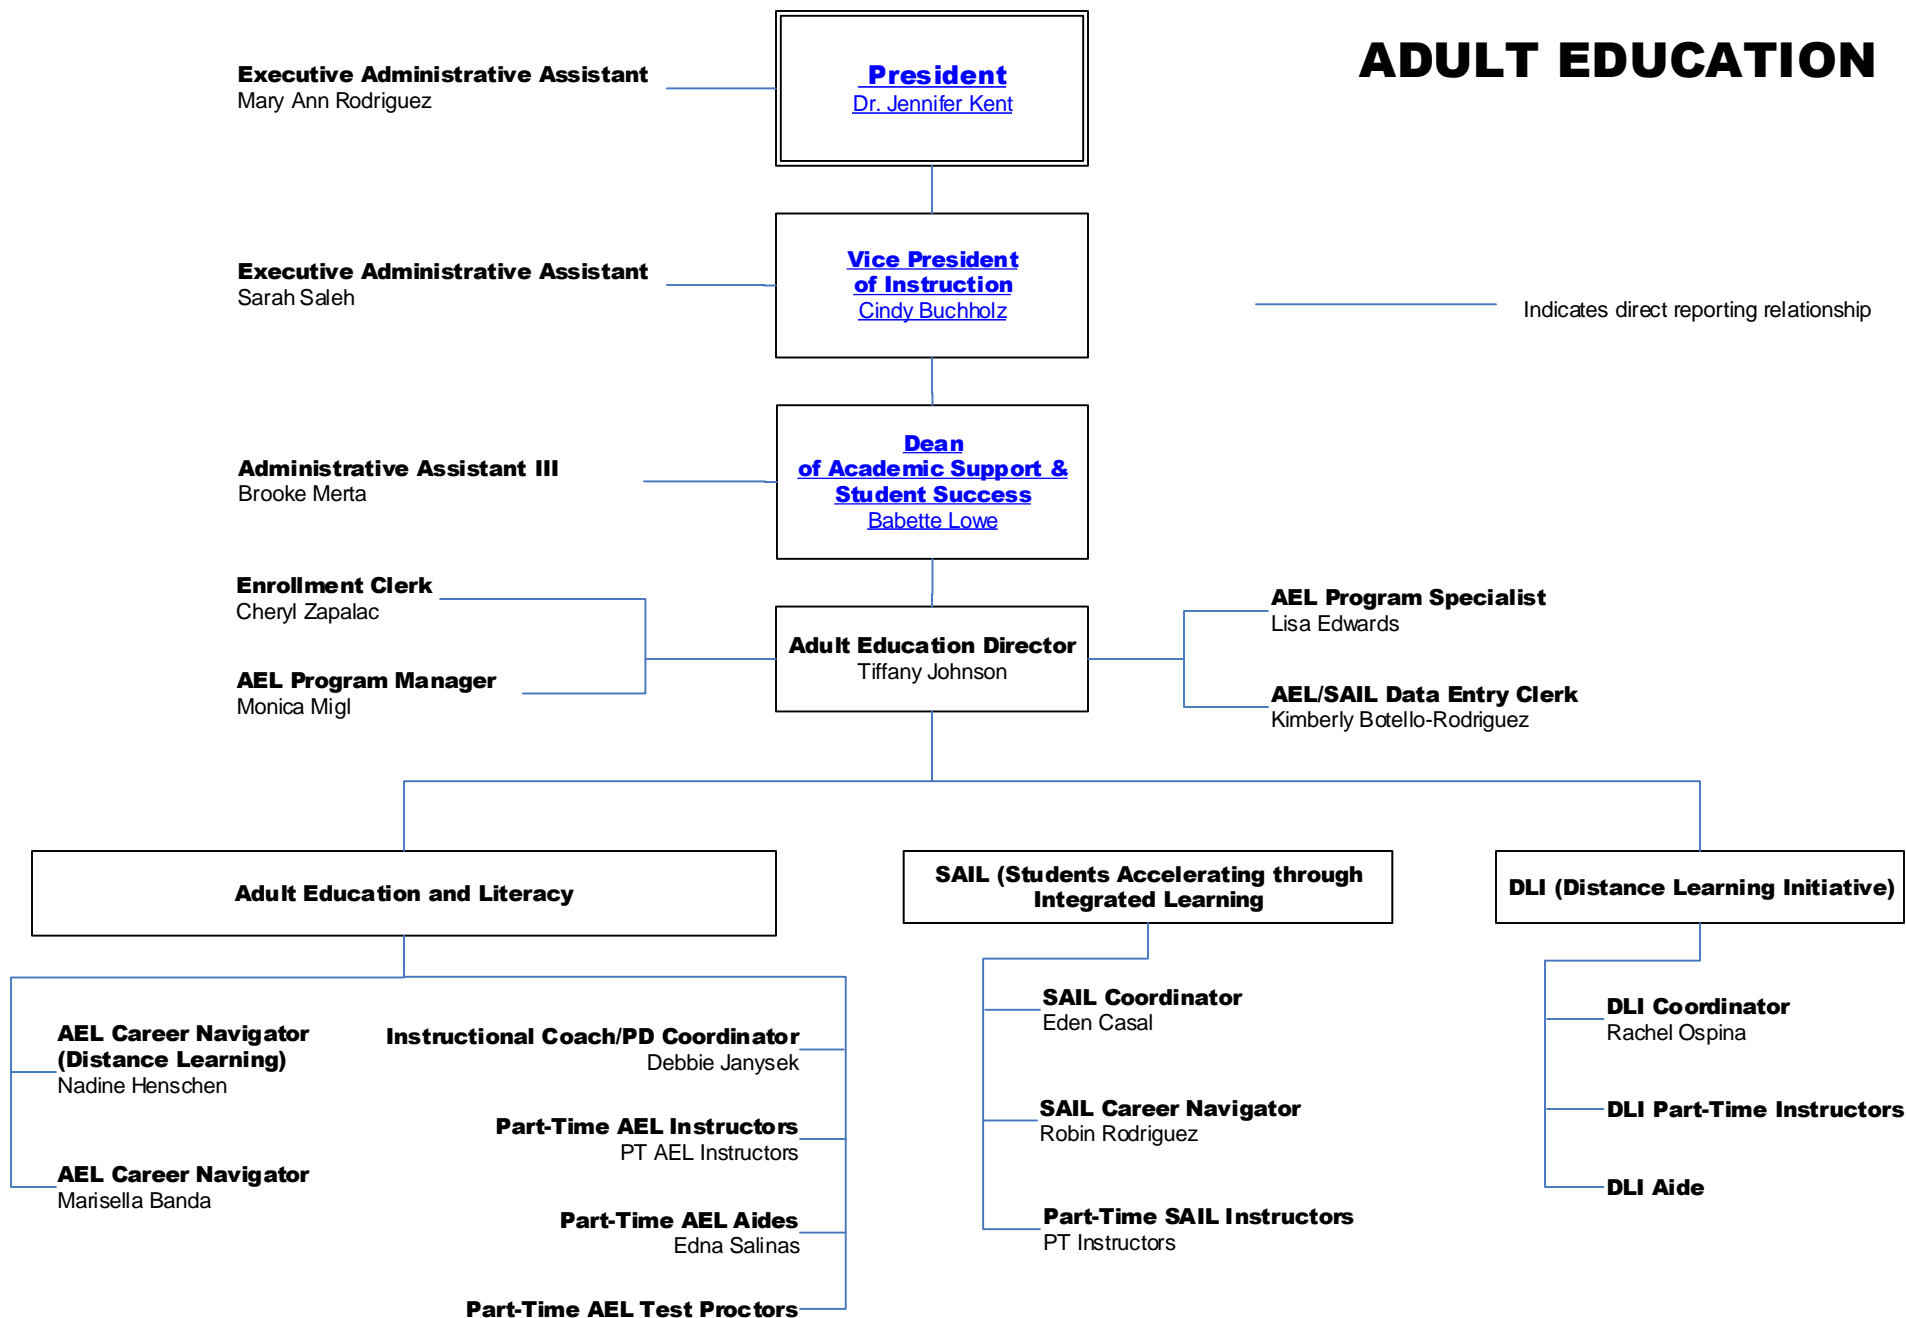 ADULT EDUCATION
Executive Administrative Assistant
Mary Ann Rodriguez
President
Dr. Jennifer Kent
Executive Administrative Assistant
Sarah Saleh
Vice President
of Instruction
Cindy Buchholz
Indicates direct reporting relationship
Administrative Assistant III
Brooke Merta
Dean
of Academic Support &
Student Success
Babette Lowe
Enrollment Clerk
Cheryl Zapalac
AEL Program Manager
Monica Migl
Adult Education Director
Tiffany Johnson
AEL Program Specialist
Lisa Edwards
AEL/SAIL Data Entry Clerk
Kimberly Botello-Rodriguez
Adult Education and Literacy
SAIL (Students Accelerating through
Integrated Learning
DLI (Distance Learning Initiative)
AEL Career Navigator
(Distance Learning)
Nadine Henschen
AEL Career Navigator
Marisella Banda
Instructional Coach/PD Coordinator
Debbie Janysek
Part-Time AEL Instructors
PT AEL Instructors
Part-Time AEL Aides
Edna Salinas
Part-Time AEL Test Proctors
SAIL Coordinator
Eden Casal
SAIL Career Navigator
Robin Rodriguez
Part-Time SAIL Instructors
PT Instructors
DLI Coordinator
Rachel Ospina
DLI Part-Time Instructors
DLI Aide